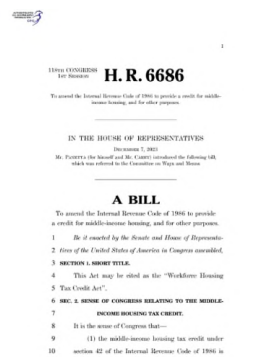 I
118TH CONGRESS
1ST SESSION
H. R. 6686
To amend the Internal Revenue Code of 1986 to provide a credit for middle-
income housing, and for other purposes.
IN THE HOUSE OF REPRESENTATIVES
DECEMBER 7, 2023
Mr. PANETTA (for himself and Mr. CAREY) introduced the following bill,
which was referred to the Committee on Ways and Means
A BILL
To amend the Internal Revenue Code of 1986 to provide
a credit for middle-income housing, and for other purposes.
1 Be it enacted by the Senate and House of Representa-
2 tives of the United States of America in Congress assembled,
3 SECTION 1. SHORT TITLE.
4 This Act may be cited as the “Workforce Housing
5 Tax Credit Act”.
6 SEC. 2. SENSE OF CONGRESS RELATING TO THE MIDDLE-
7 INCOME HOUSING TAX CREDIT.
8 It is the sense of Congress that—
9 (1) the middle-income housing tax credit under
10 section 42 of the Internal Revenue Code of 1986 is